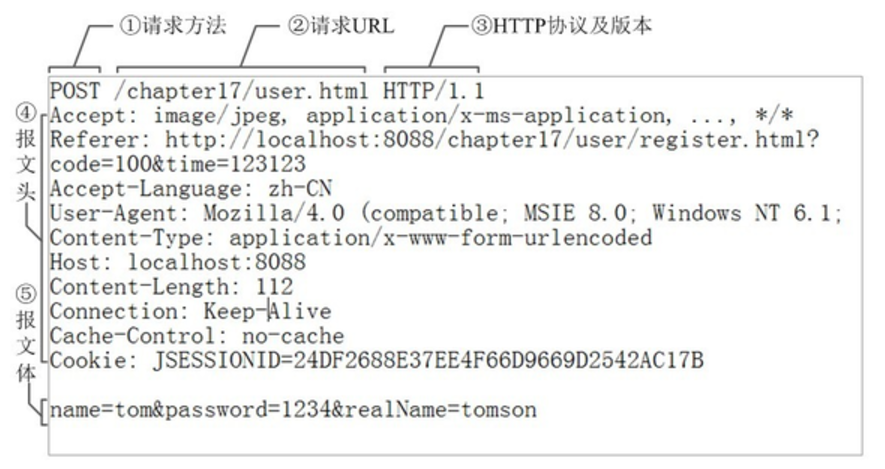 ①请求方法 ②请求URL ③HTTP协议及版本
POST /chapter17/user.html HTTP/1.1
④报文头
Accept: image/jpeg, application/x-ms-application, ..., */*
Referer: http://localhost:8088/chapter17/user/register.html?
code=100&time=123123
Accept-Language: zh-CN
User-Agent: Mozilla/4.0 (compatible; MSIE 8.0; Windows NT 6.1;
Content-Type: application/x-www-form-urlencoded
Host: localhost:8088
Content-Length: 112
Connection: Keep-Alive
Cache-Control: no-cache
Cookie: JSESSIONID=24DF2688E37EE4F66D9669D2542AC17B
⑤报文体
name=tom&password=1234&realName=tomson